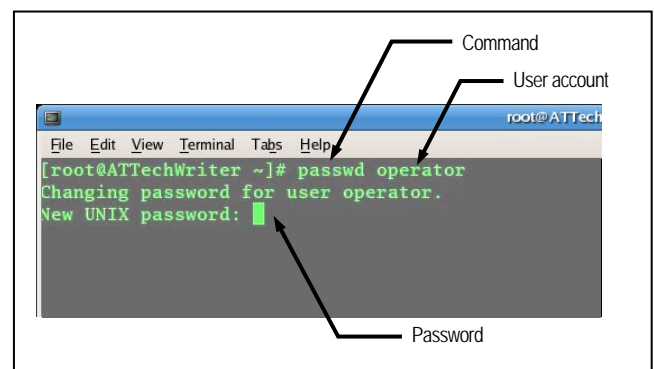 Command
User account
root@ATTech
File Edit View Terminal Tabs Help
[root@ATTechWriter ~]# passwd operator
Changing password for user operator.
New UNIX password:
Password